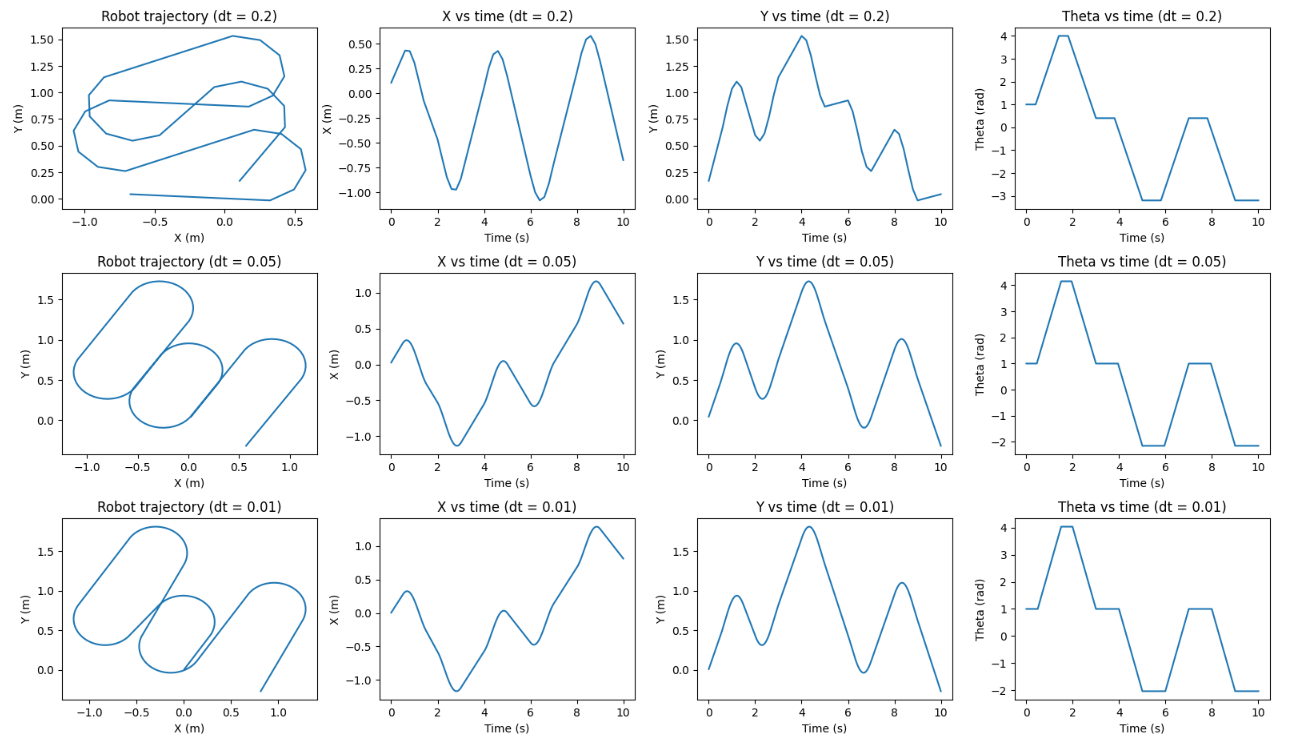 Robot trajectory (dt = 0.2)
Y (m)
1.50
1.25
1.00
0.75
0.50
0.25
0.00
−1.0 −0.5 0.0 0.5
X (m)
X vs time (dt = 0.2)
X (m)
0.50
0.25
0.00
−0.25
−0.50
−0.75
−1.00
0 2 4 6 8 10
Time (s)
Y vs time (dt = 0.2)
Y (m)
1.50
1.25
1.00
0.75
0.50
0.25
0.00
0 2 4 6 8 10
Time (s)
Theta vs time (dt = 0.2)
Theta (rad)
4
3
2
1
0
−1
−2
−3
0 2 4 6 8 10
Time (s)
Robot trajectory (dt = 0.05)
Y (m)
1.5
1.0
0.5
0.0
−1.0 −0.5 0.0 0.5 1.0
X (m)
X vs time (dt = 0.05)
X (m)
1.0
0.5
0.0
−0.5
−1.0
0 2 4 6 8 10
Time (s)
Y vs time (dt = 0.05)
Y (m)
1.5
1.0
0.5
0.0
0 2 4 6 8 10
Time (s)
Theta vs time (dt = 0.05)
Theta (rad)
4
3
2
1
0
−1
−2
0 2 4 6 8 10
Time (s)
Robot trajectory (dt = 0.01)
Y (m)
1.5
1.0
0.5
0.0
−1.0 −0.5 0.0 0.5 1.0
X (m)
X vs time (dt = 0.01)
X (m)
1.0
0.5
0.0
−0.5
−1.0
0 2 4 6 8 10
Time (s)
Y vs time (dt = 0.01)
Y (m)
1.5
1.0
0.5
0.0
0 2 4 6 8 10
Time (s)
Theta vs time (dt = 0.01)
Theta (rad)
4
3
2
1
0
−1
−2
0 2 4 6 8 10
Time (s)